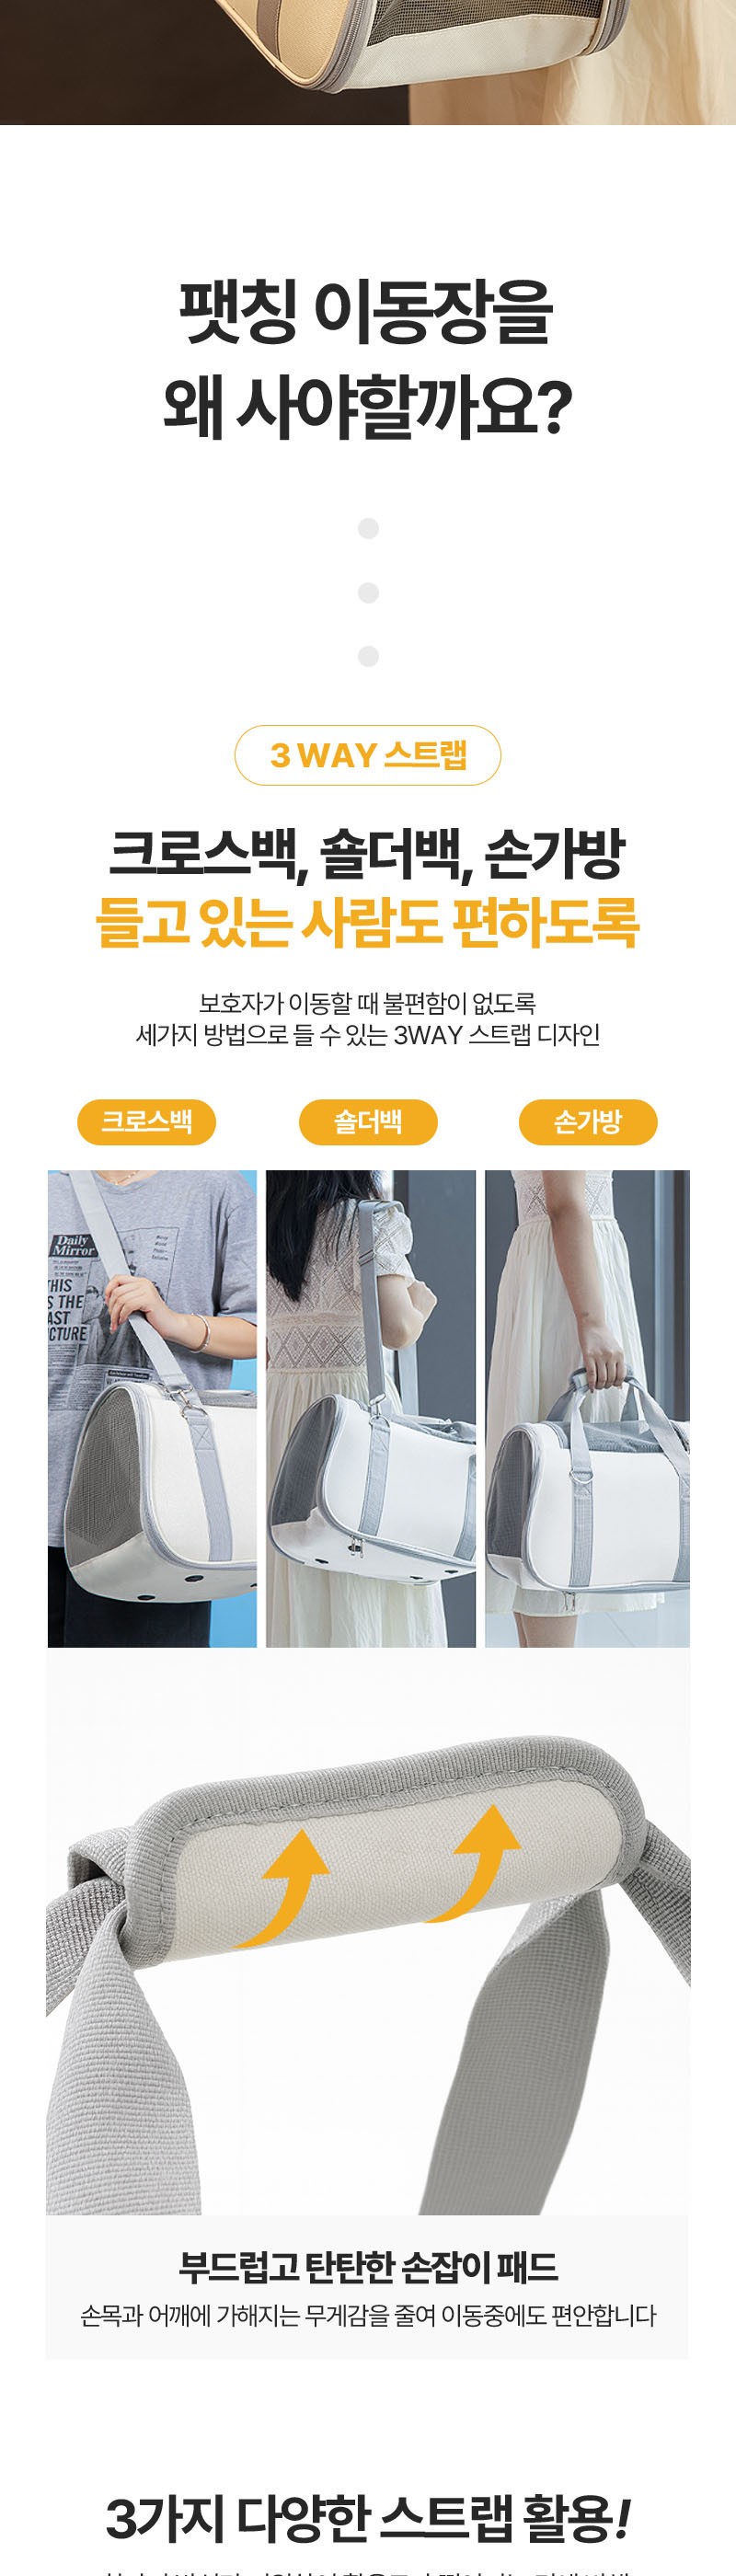 팻칭 이동장을
왜 사야할까요?
3 WAY 스트랩
크로스백, 숄더백, 손가방
들고 있는 사람도 편하도록
보호자가 이동할 때 불편함이 없도록
세가지 방법으로 들 수 있는 3WAY 스트랩 디자인
크로스백
숄더백
손가방
Daily
Mirror
THIS
S THE
AST
CTURE
부드럽고 탄탄한 손잡이 패드
손목과 어깨에 가해지는 무게감을 줄여 이동중에도 편안합니다
3가지 다양한 스트랩 활용!